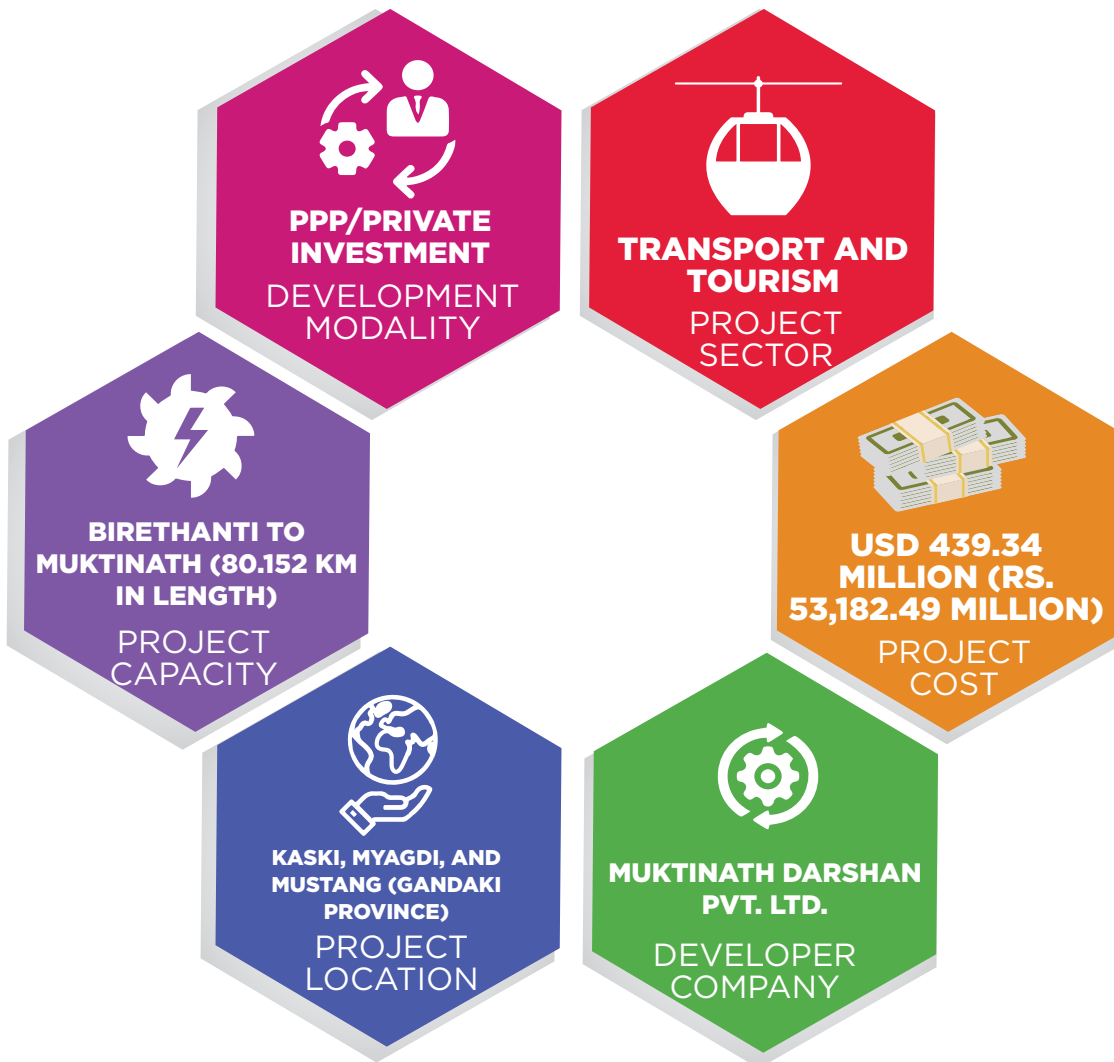 PPP/PRIVATE
INVESTMENT
DEVELOPMENT
MODALITY
TRANSPORT AND
TOURISM
PROJECT
SECTOR
BIRETHANTI TO
MUKTINATH (80.152 KM
IN LENGTH)
PROJECT
CAPACITY
USD 439.34
MILLION (RS.
53,182.49 MILLION)
PROJECT
COST
KASKI, MYAGDI, AND
MUSTANG (GANDAKI
PROVINCE)
PROJECT
LOCATION
MUKTINATH DARSHAN
PVT. LTD.
DEVELOPER
COMPANY